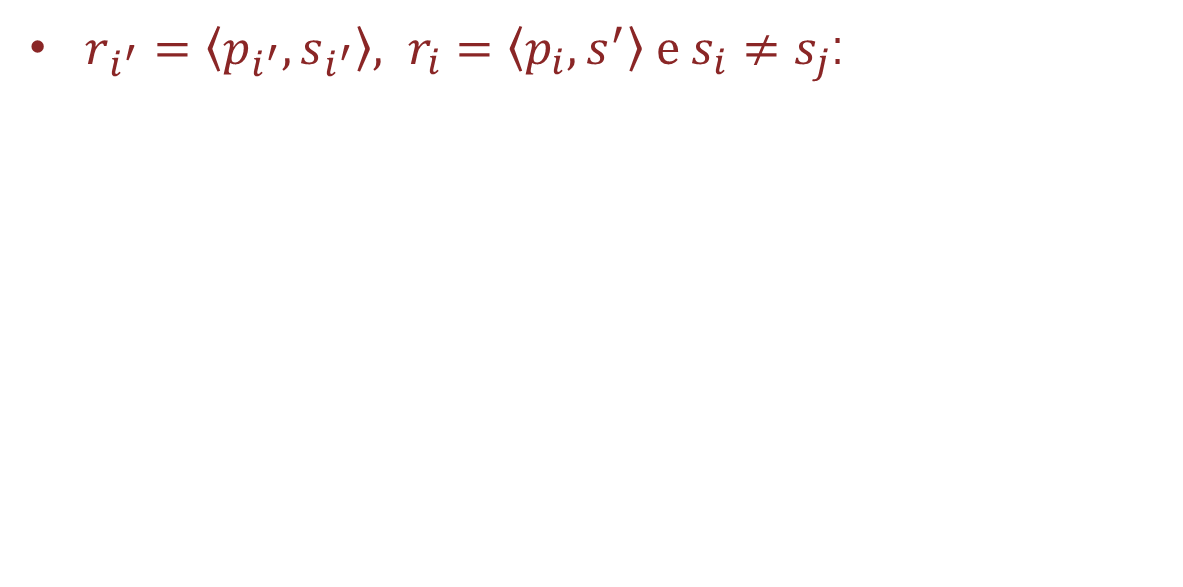 • r_{i′} = ⟨p_{i′}, s_{i′}⟩, r_i = ⟨p_i, s′⟩ e s_i ≠ s_j: